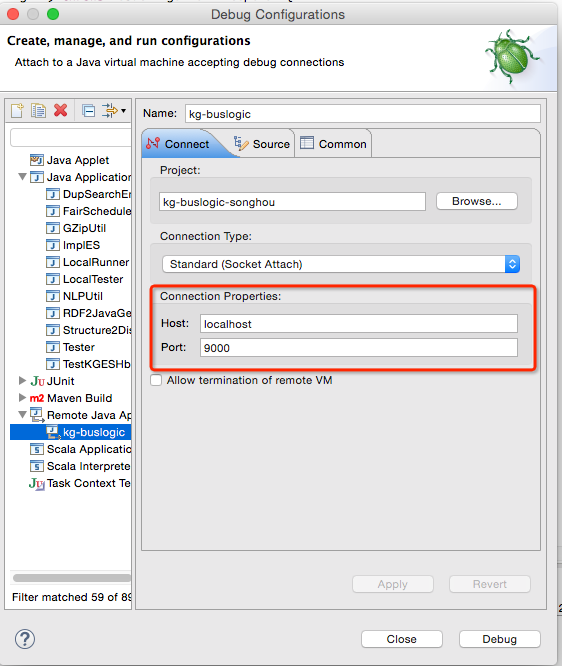 Debug Configurations
Create, manage, and run configurations
Attach to a Java virtual machine accepting debug connections
Name: kg-buslogic
Connect Source Common
Project:
kg-buslogic-songhou Browse...
Connection Type:
Standard (Socket Attach)
Connection Properties:
Host: localhost
Port: 9000
Allow termination of remote VM
Java Applet
Java Application
DupSearchEn
FairSchedule
GZipUtil
ImplES
LocalRunner
LocalTester
NLPUtil
RDF2JavaGe
Structure2Dis
Tester
TestKGESHb
JUnit
Maven Build
Remote Java Ap
kg-buslogic
Scala Applicatio
Scala Interprete
Task Context Te
Filter matched 59 of 89
Apply Revert
Close Debug